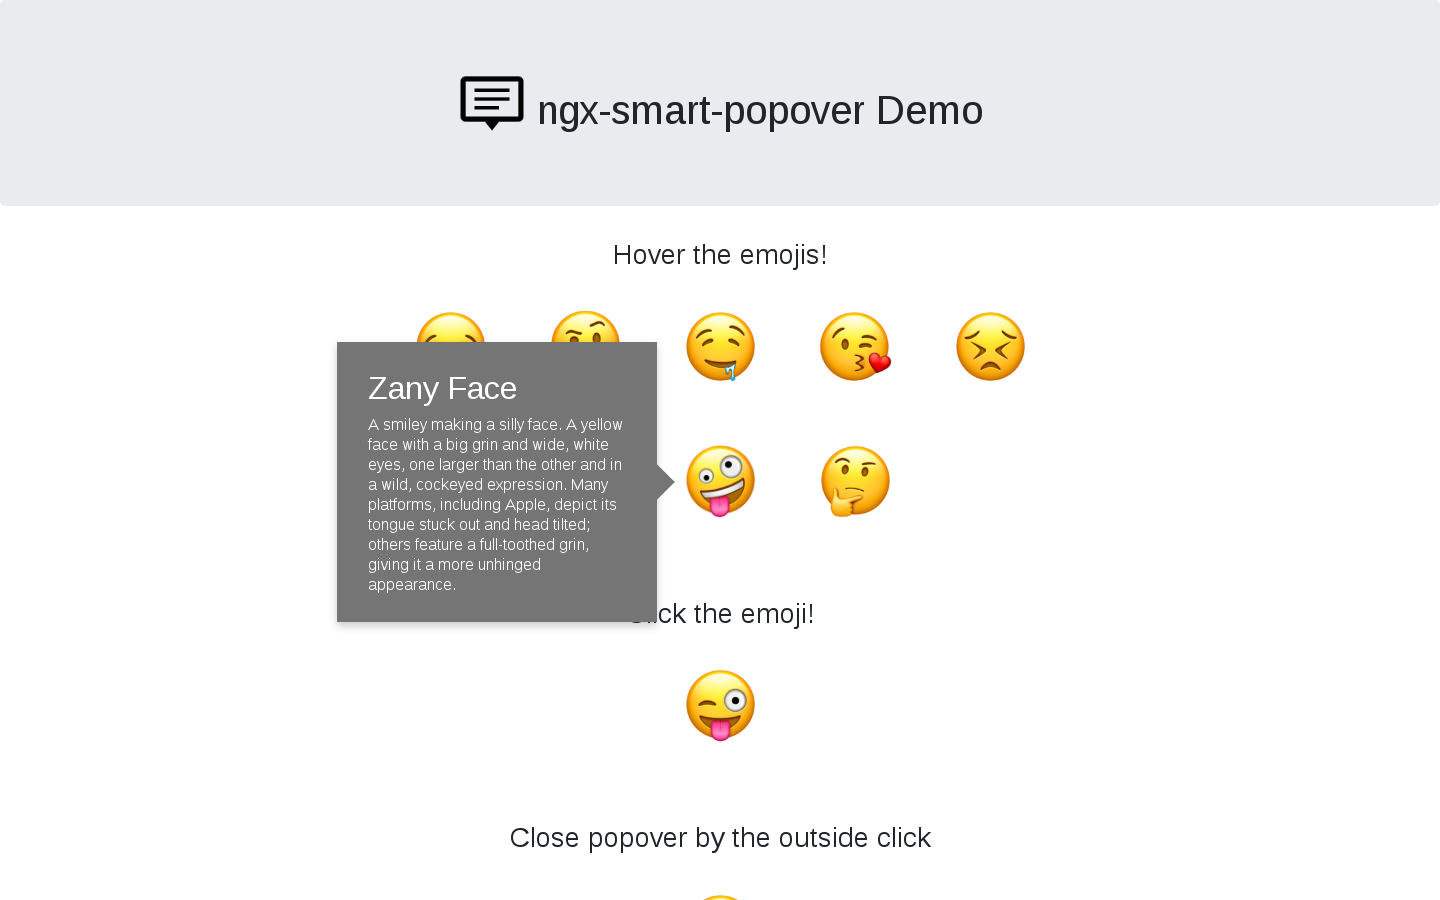 ngx-smart-popover Demo
Hover the emojis!
Zany Face
A smiley making a silly face. A yellow
face with a big grin and wide, white
eyes, one larger than the other and in
a wild, cockeyed expression. Many
platforms, including Apple, depict its
tongue stuck out and head tilted;
others feature a full-toothed grin,
giving it a more unhinged
appearance.
Click the emoji!
Close popover by the outside click